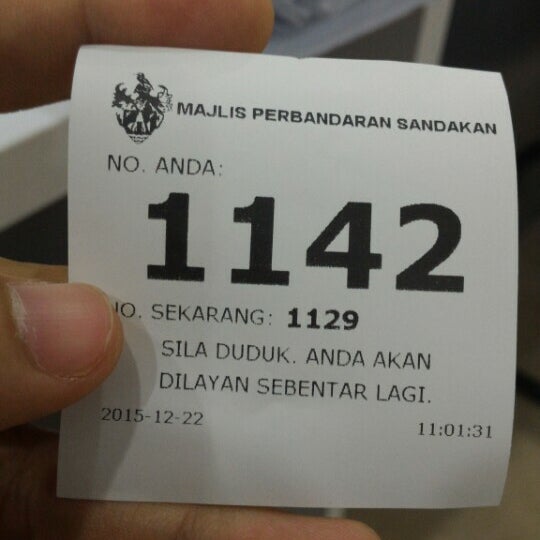 MAJLIS PERBANDARAN SANDAKAN
NO. ANDA:
1142
NO. SEKARANG: 1129
SILA DUDUK. ANDA AKAN
DILAYAN SEBENTAR LAGI.
2015-12-22 11:01:31